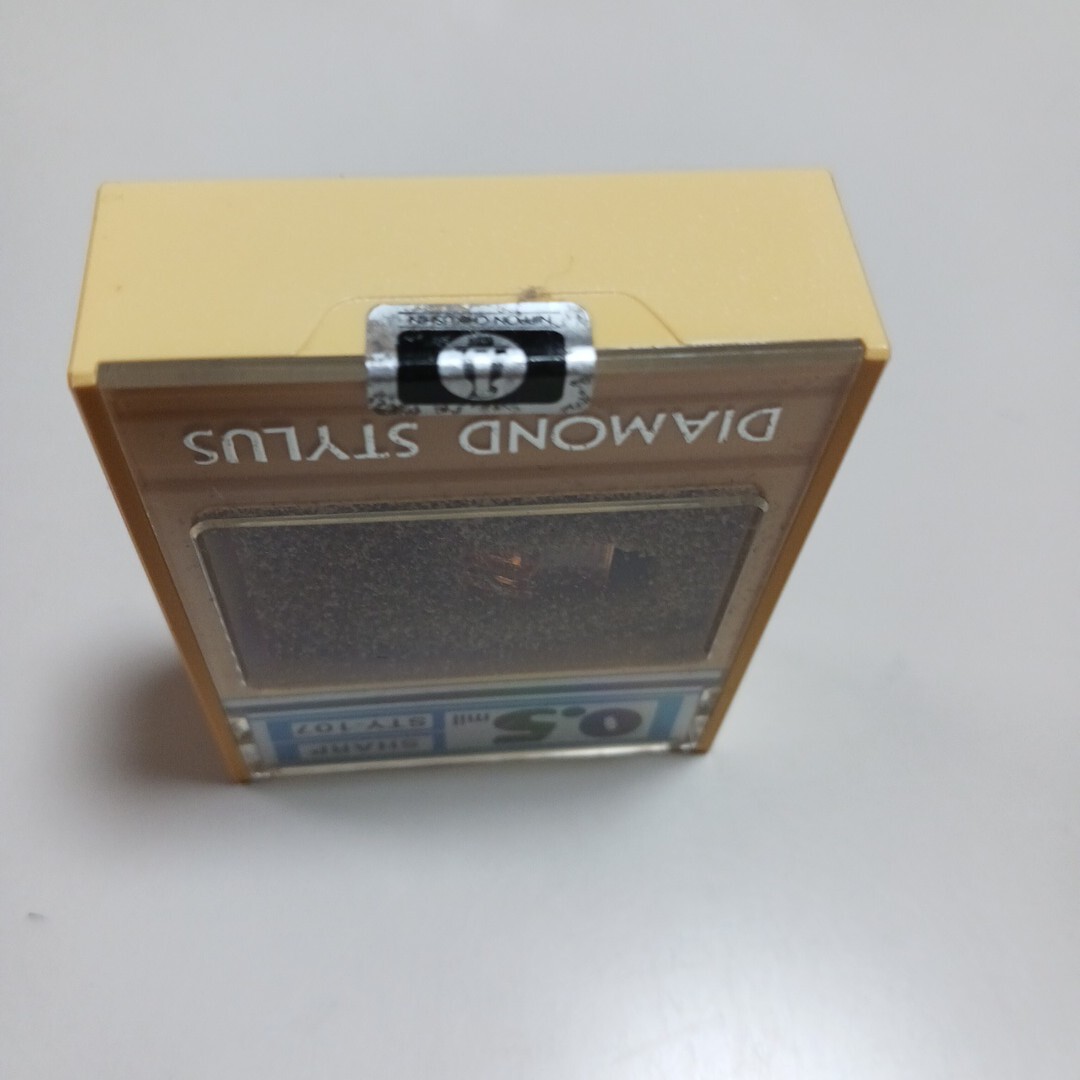 DIAMOND STYLUS
0.5 mil
SHARP
STY-107